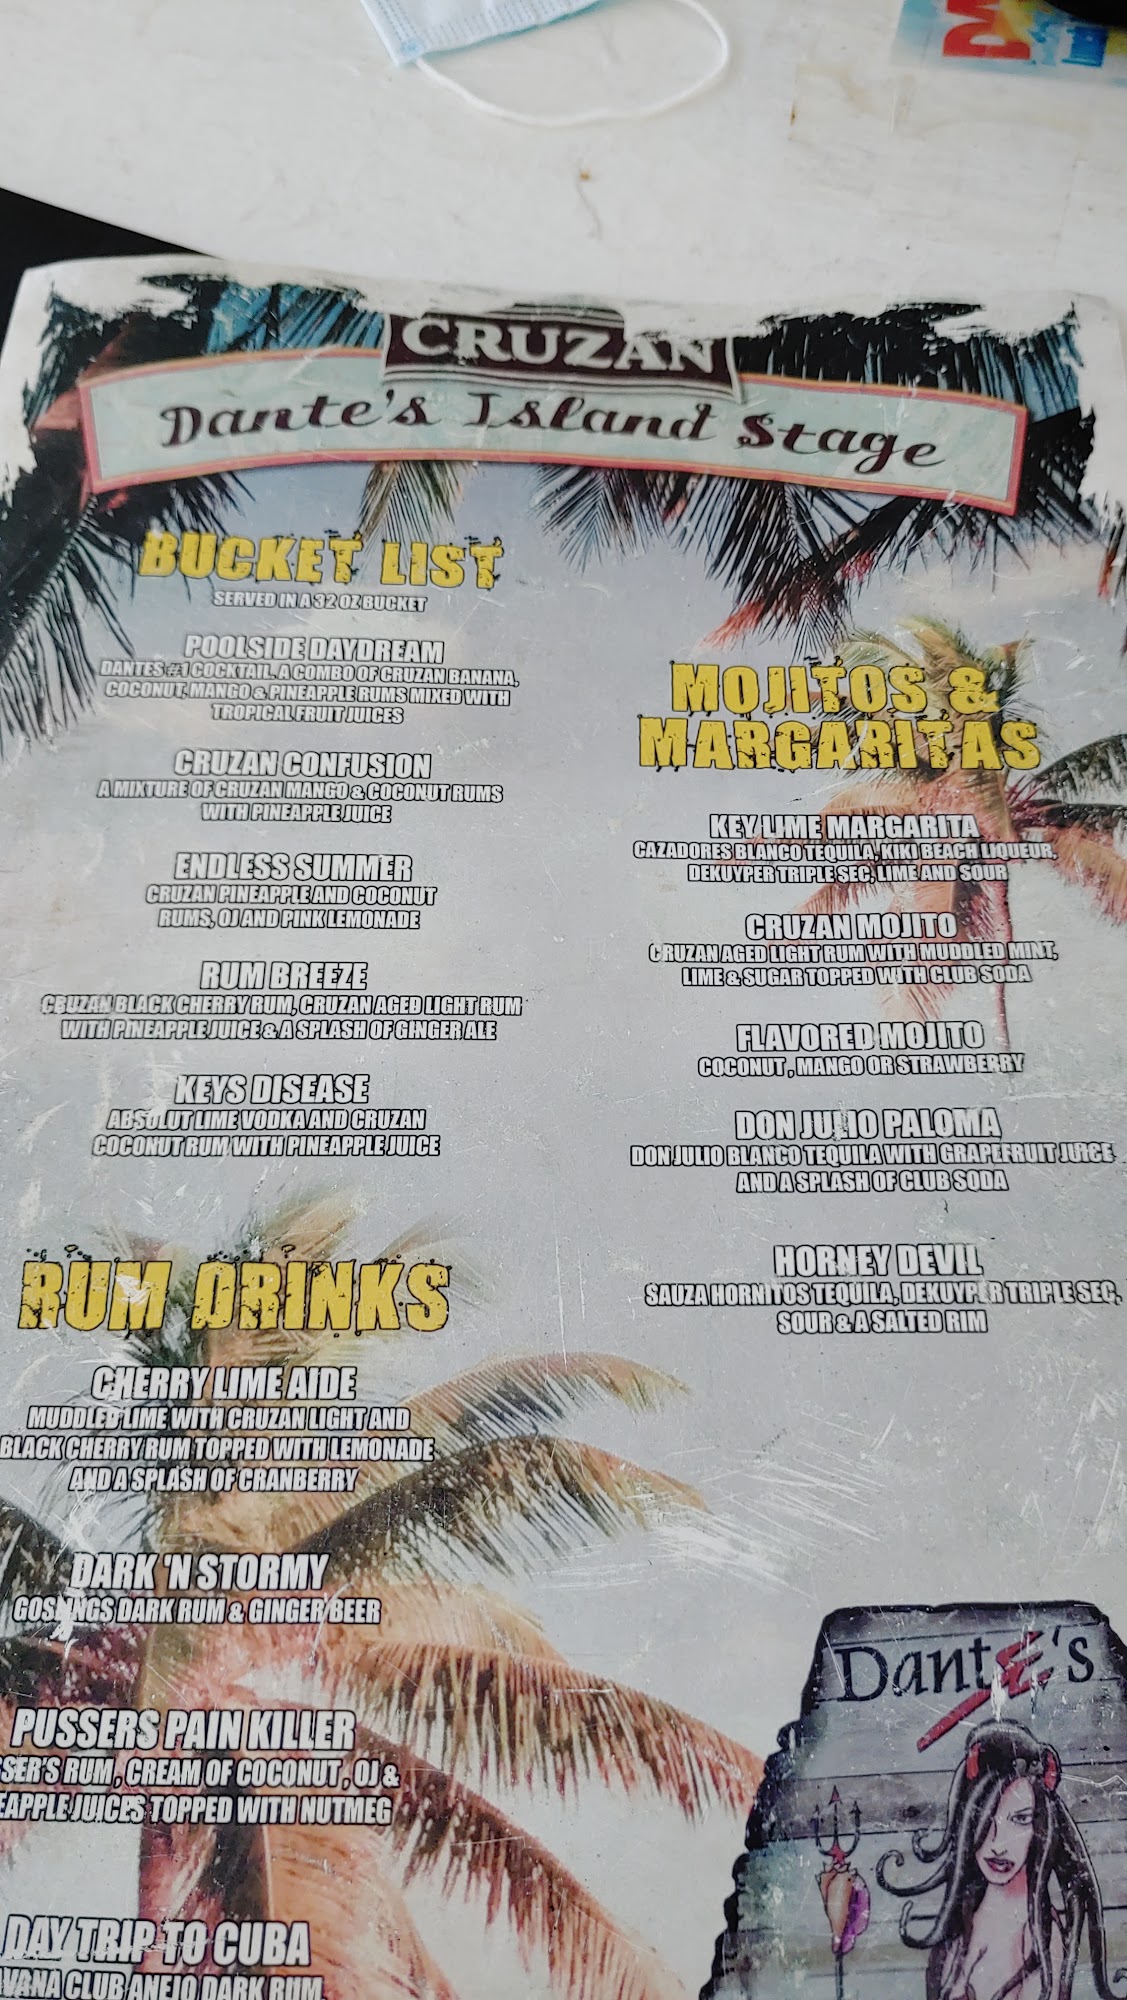 CRUZAN
Dante's Island Stage
BUCKET LIST
SERVED IN A 32 OZ BUCKET
POOLSIDE DAYDREAM
DANTES #1 COCKTAIL. A COMBO OF CRUZAN BANANA,
COCONUT, MANGO & PINEAPPLE RUMS MIXED WITH
TROPICAL FRUIT JUICES
CRUZAN CONFUSION
A MIXTURE OF CRUZAN MANGO & COCONUT RUMS
WITH PINEAPPLE JUICE
ENDLESS SUMMER
CRUZAN PINEAPPLE AND COCONUT
RUMS, OJ AND PINK LEMONADE
RUM BREEZE
CRUZAN BLACK CHERRY RUM, CRUZAN AGED LIGHT RUM
WITH PINEAPPLE JUICE & A SPLASH OF GINGER ALE
KEYS DISEASE
ABSOLUT LIME VODKA AND CRUZAN
COCONUT RUM WITH PINEAPPLE JUICE
RUM DRINKS
CHERRY LIME AIDE
MUDDLED LIME WITH CRUZAN LIGHT AND
BLACK CHERRY RUM TOPPED WITH LEMONADE
AND A SPLASH OF CRANBERRY
DARK 'N STORMY
GOSLINGS DARK RUM & GINGER BEER
PUSSERS PAIN KILLER
SER'S RUM, CREAM OF COCONUT, OJ &
EAPPLE JUICES TOPPED WITH NUTMEG
DAY TRIP TO CUBA
VANA CLUB ANEJO DARK RUM
MOJITOS &
MARGARITAS
KEY LIME MARGARITA
CAZADORES BLANCO TEQUILA, KIKI BEACH LIQUEUR,
DEKUYPER TRIPLE SEC, LIME AND SOUR
CRUZAN MOJITO
CRUZAN AGED LIGHT RUM WITH MUDDLED MINT,
LIME & SUGAR TOPPED WITH CLUB SODA
FLAVORED MOJITO
COCONUT, MANGO OR STRAWBERRY
DON JULIO PALOMA
DON JULIO BLANCO TEQUILA WITH GRAPEFRUIT JUICE
AND A SPLASH OF CLUB SODA
HORNEY DEVIL
SAUZA HORNITOS TEQUILA, DEKUYPER TRIPLE SEC,
SOUR & A SALTED RIM
DantE's